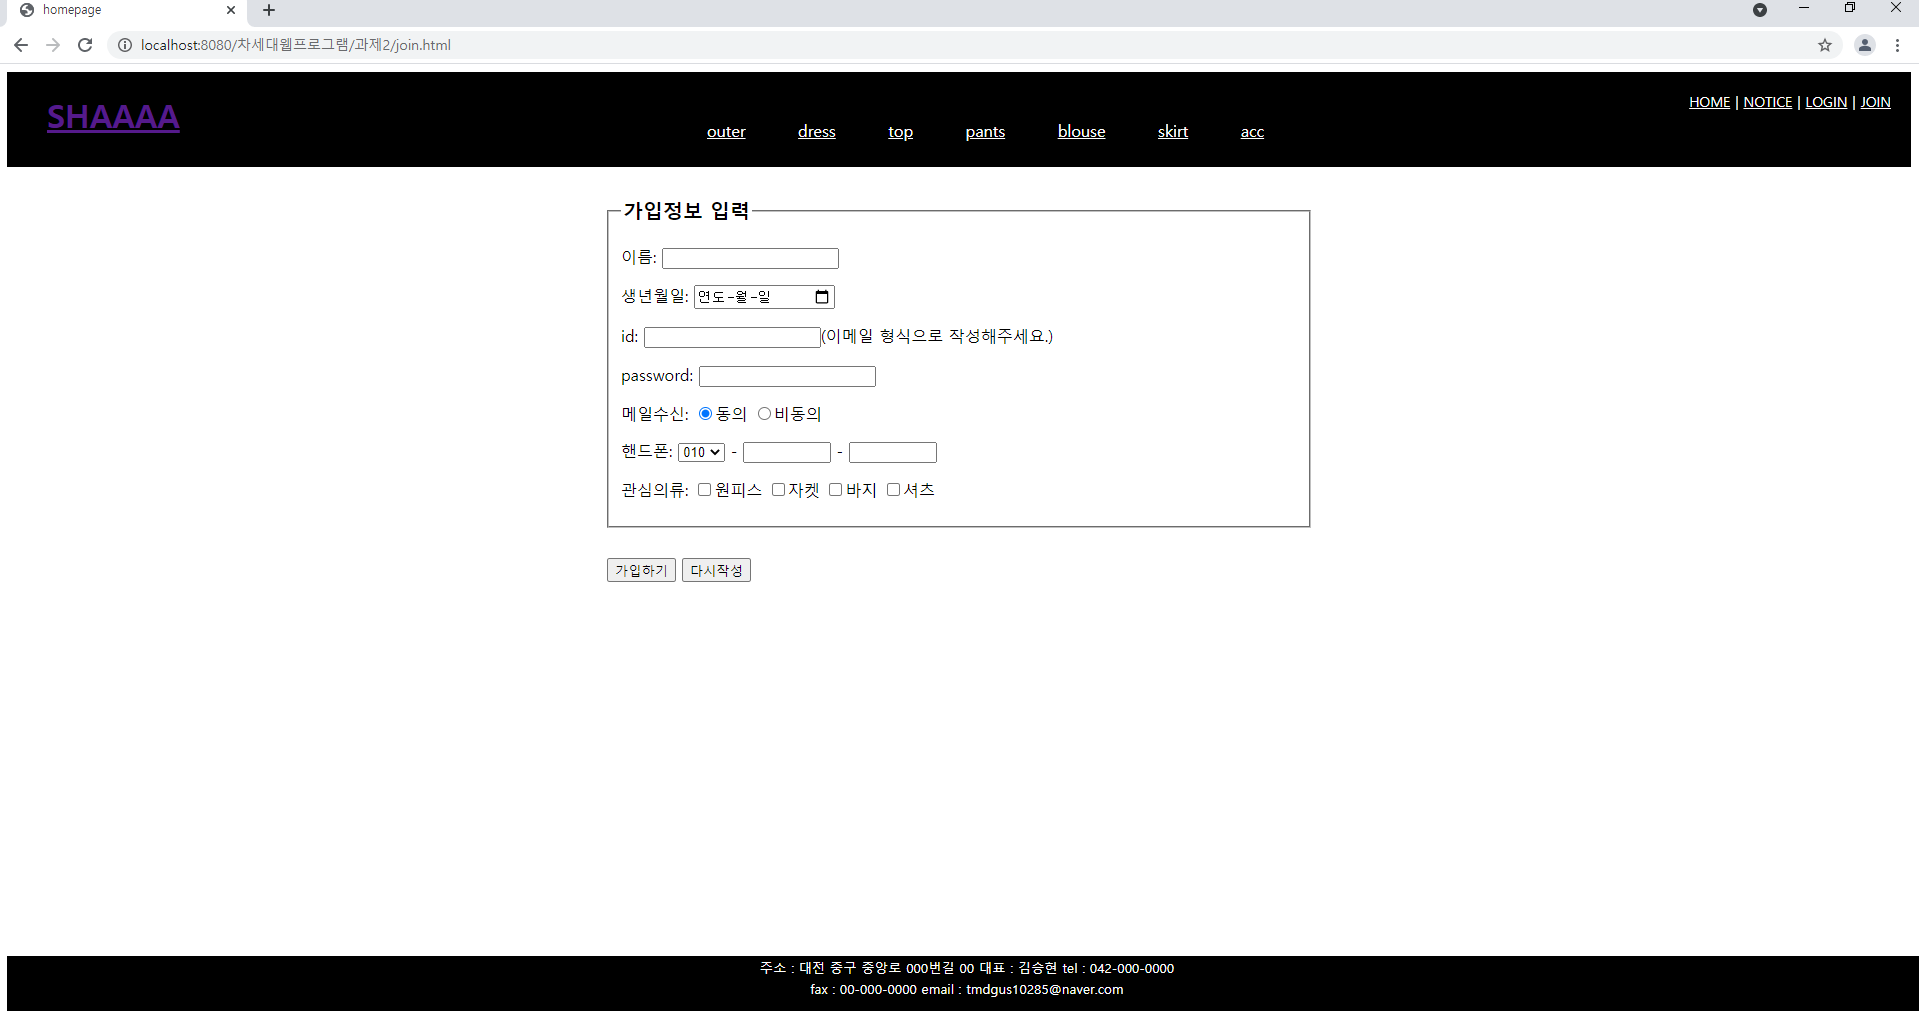 homepage
localhost:8080/차세대웹프로그램/과제2/join.html
HOME | NOTICE | LOGIN | JOIN
SHAAAA
outer dress top pants blouse skirt acc
가입정보 입력
이름:
생년월일: 연도-월-일
id: (이메일 형식으로 작성해주세요.)
password:
메일수신: 동의 비동의
핸드폰: 010 - -
관심의류: 원피스 자켓 바지 셔츠
가입하기 다시작성
주소 : 대전 중구 중앙로 000번길 00 대표 : 김승현 tel : 042-000-0000
fax : 00-000-0000 email : tmdgus10285@naver.com